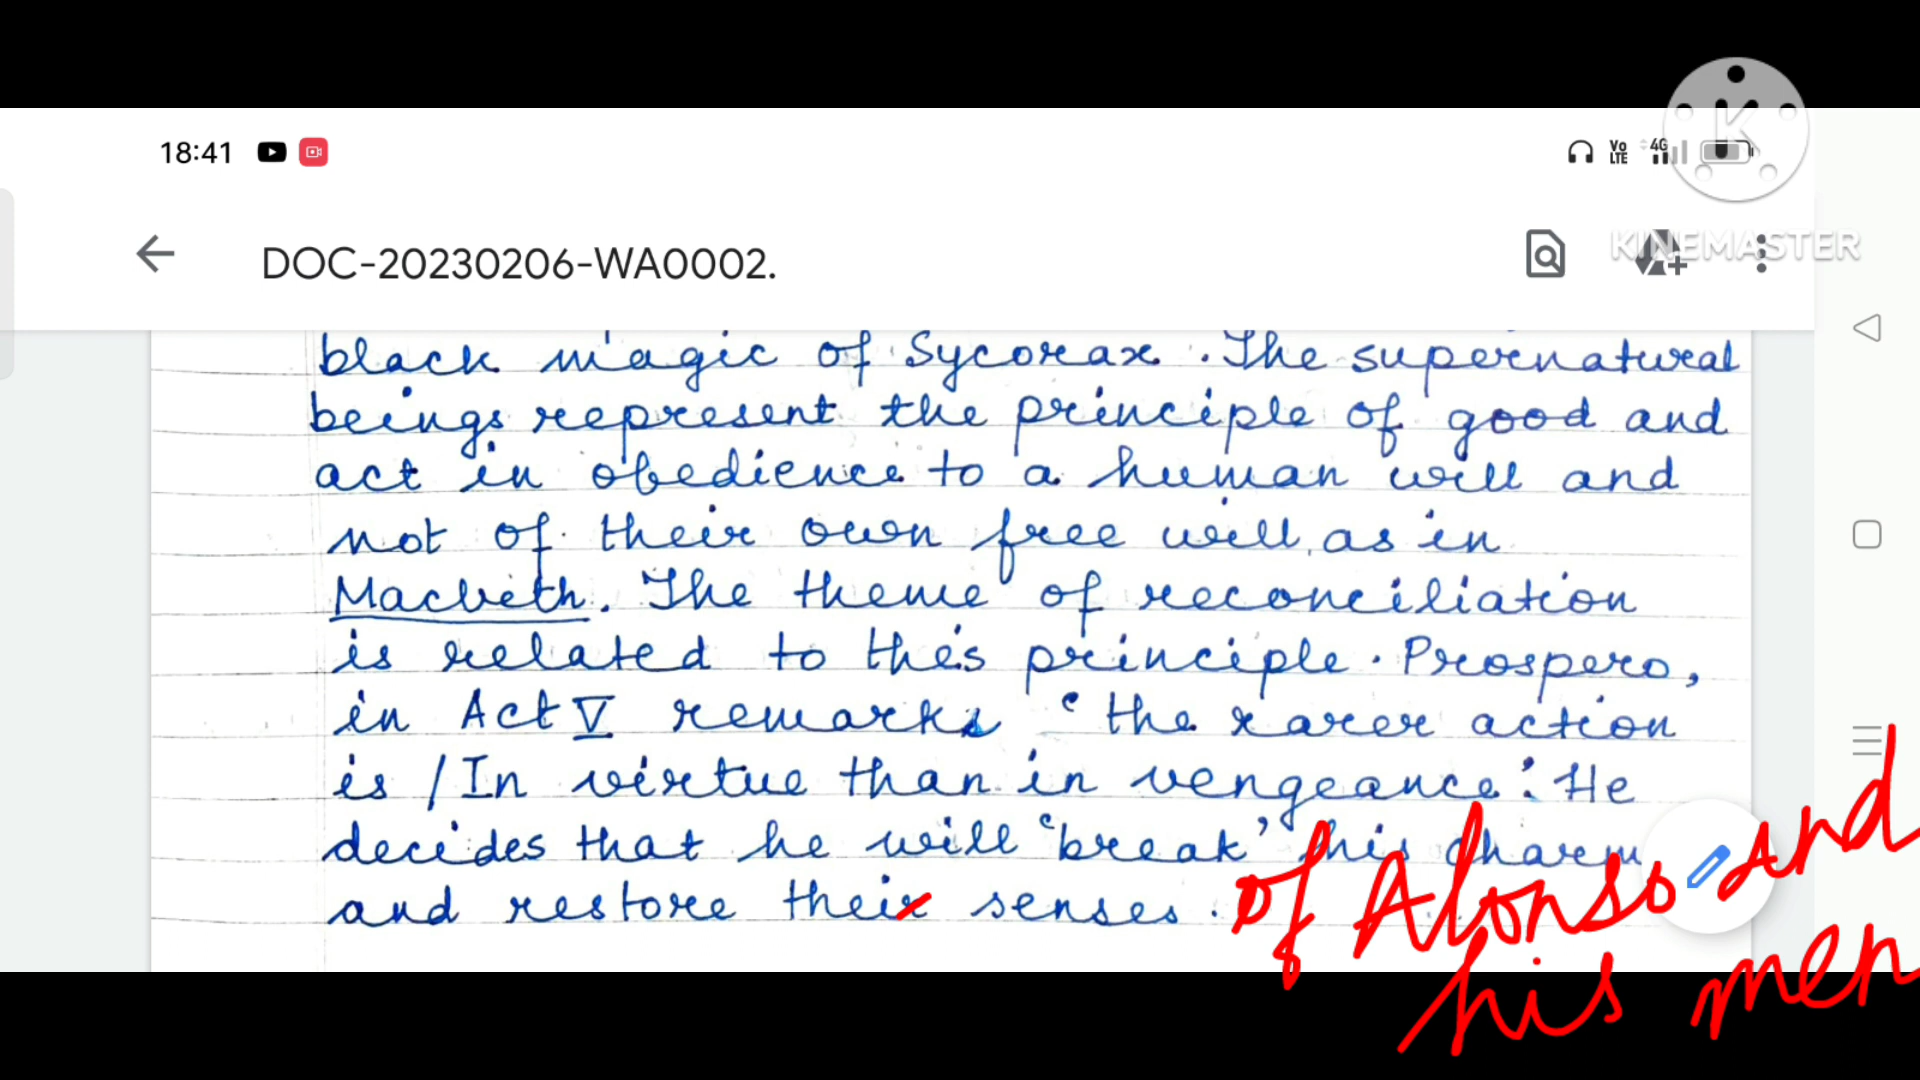 18:41
Vo LTE 4G
K
KINEMASTER
DOC-20230206-WA0002.
black magic of Sycorax. The supernatural
beings represent the principle of good and
act in obedience to a human will and
not of their own free will, as in
Macbeth. The theme of reconciliation
is related to this principle. Prospero,
in Act V remarks ‘the rarer action
is / In virtue than in vengeance’. He
decides that he will ‘break’ his charm
and restore their senses.
of Alonso and
his men